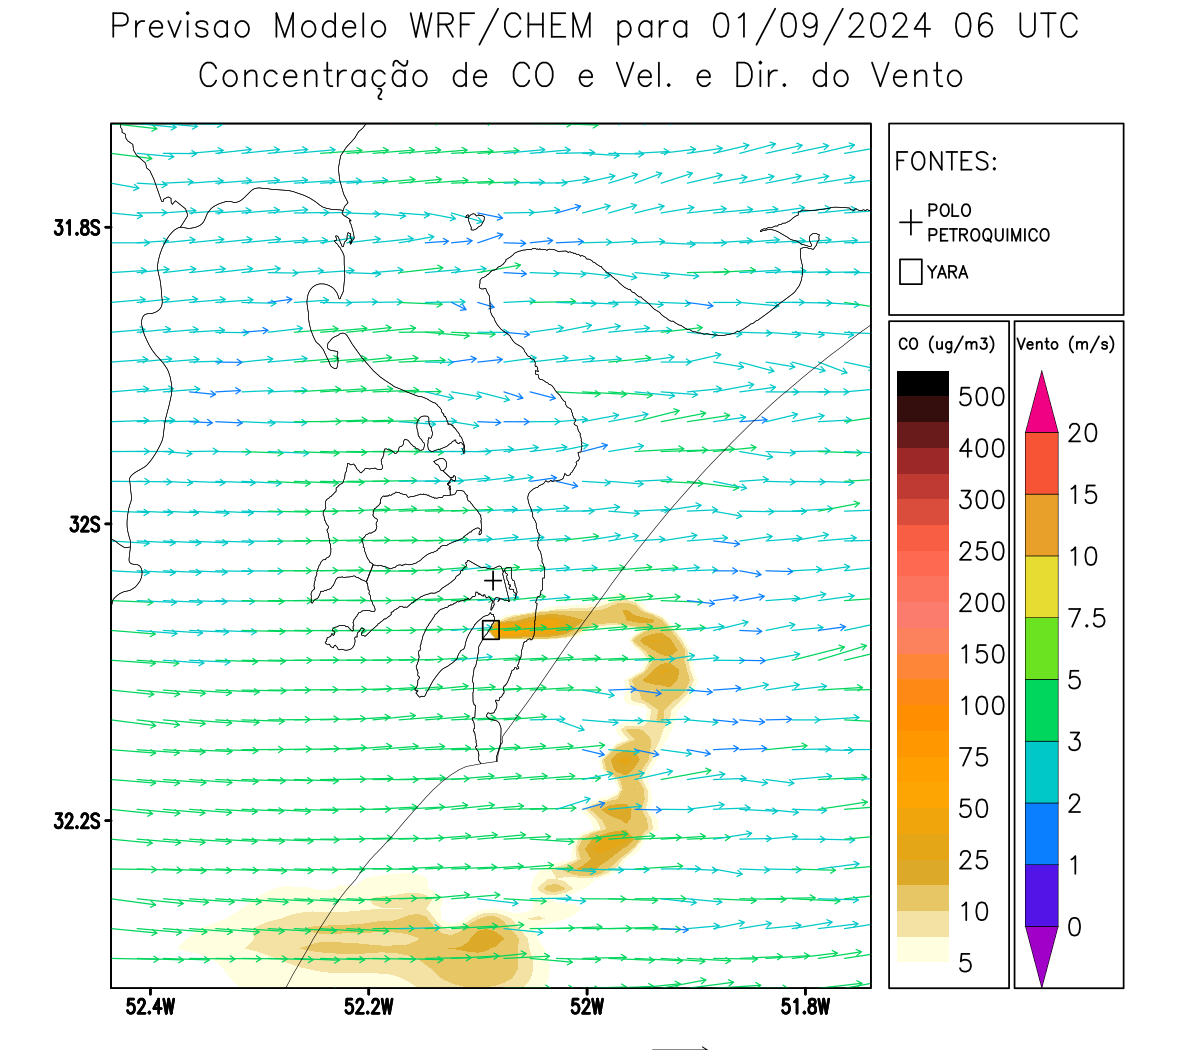 Previsao Modelo WRF/CHEM para 01/09/2024 06 UTC
Concentração de CO e Vel. e Dir. do Vento
FONTES:
POLO
PETROQUIMICO
YARA
CO (ug/m3)
500
400
300
250
200
150
100
75
50
25
10
5
Vento (m/s)
20
15
10
7.5
5
3
2
1
0
31.8S
32S
32.2S
52.4W
52.2W
52W
51.8W